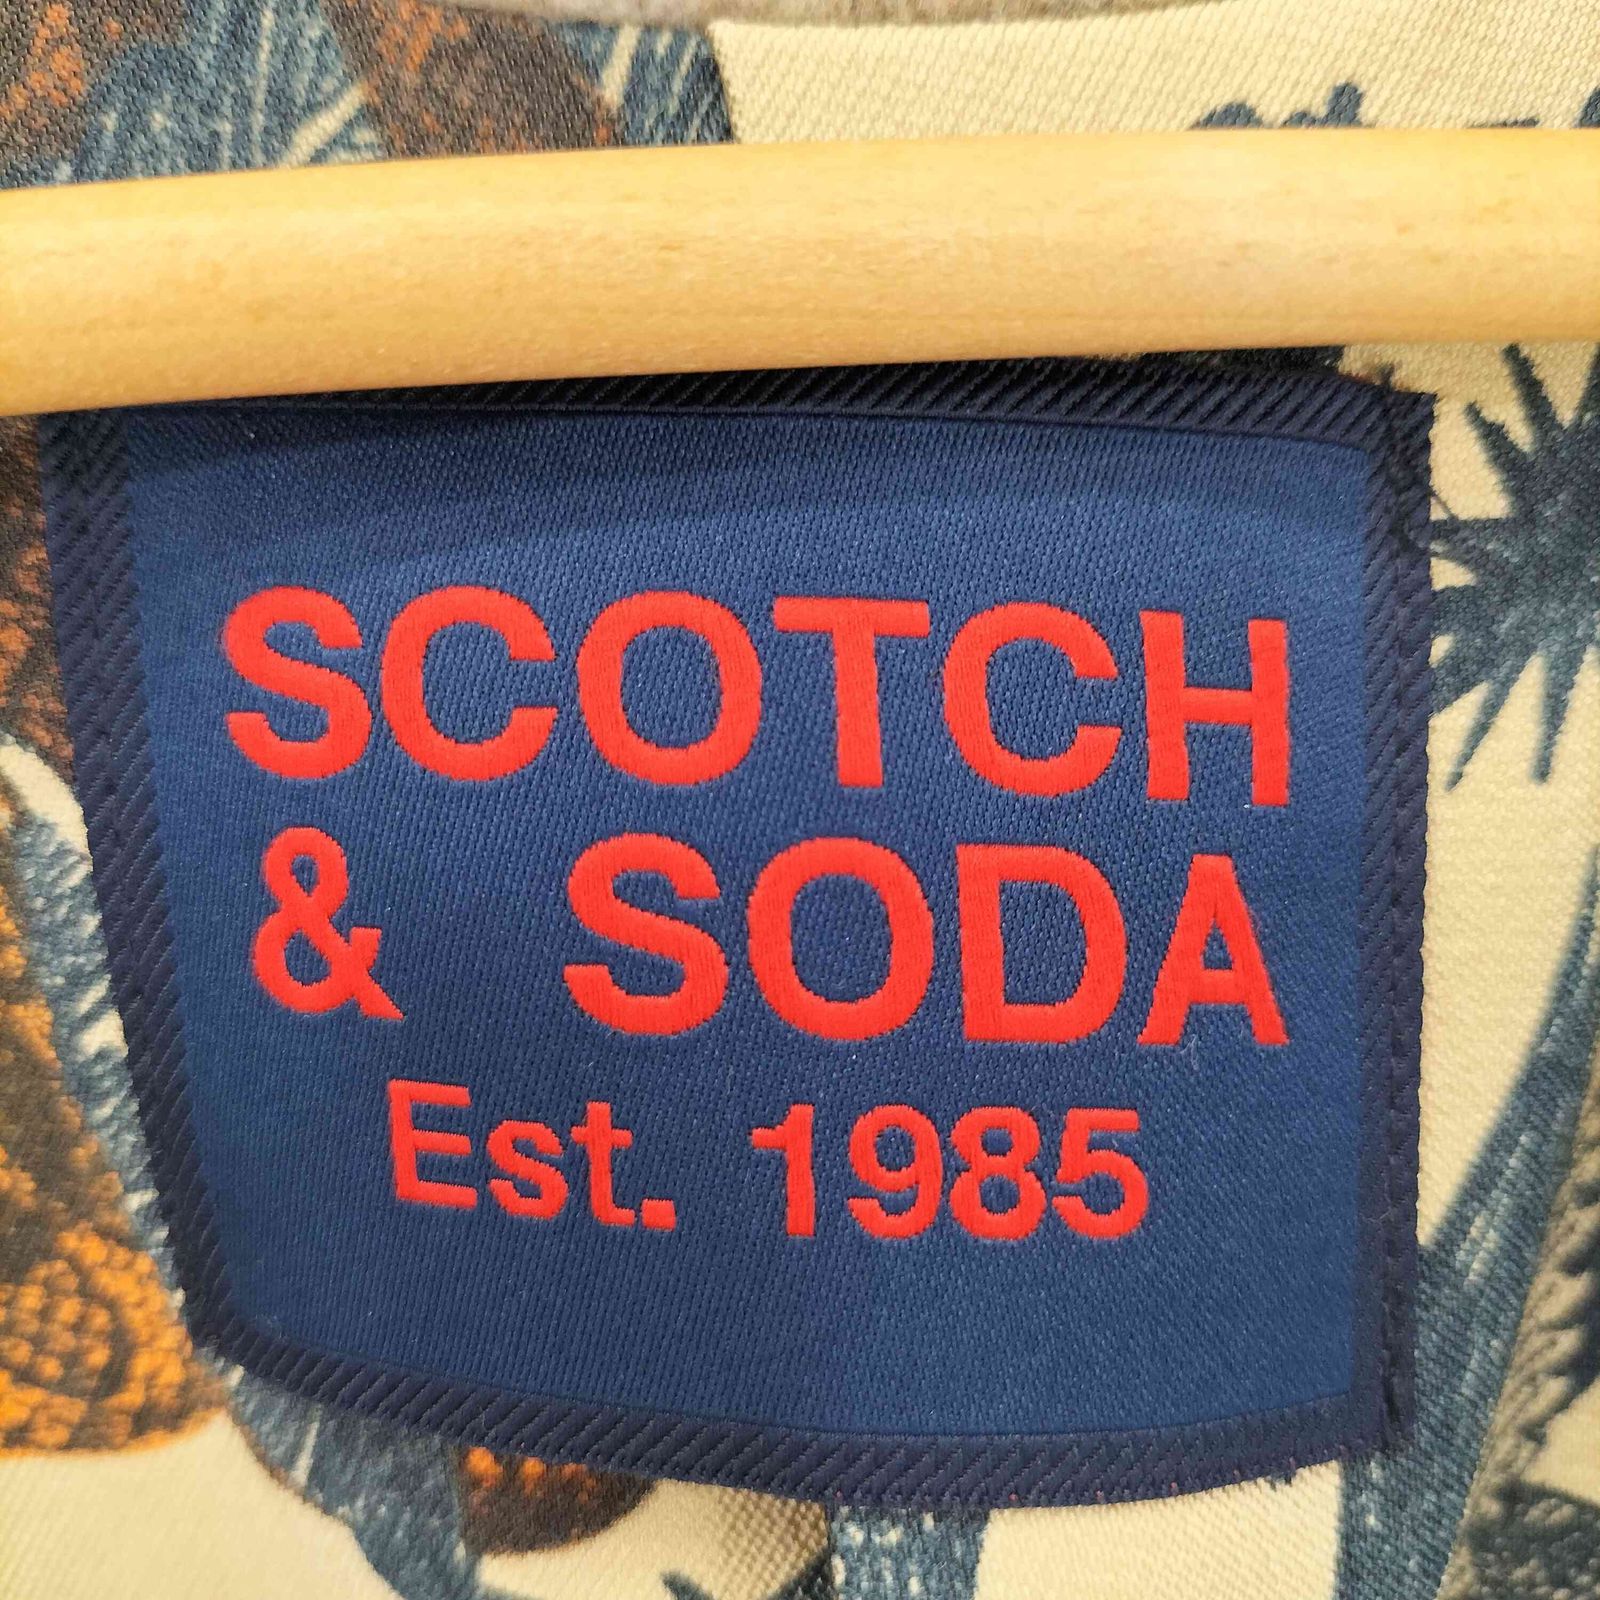 SCOTCH
& SODA
Est. 1985